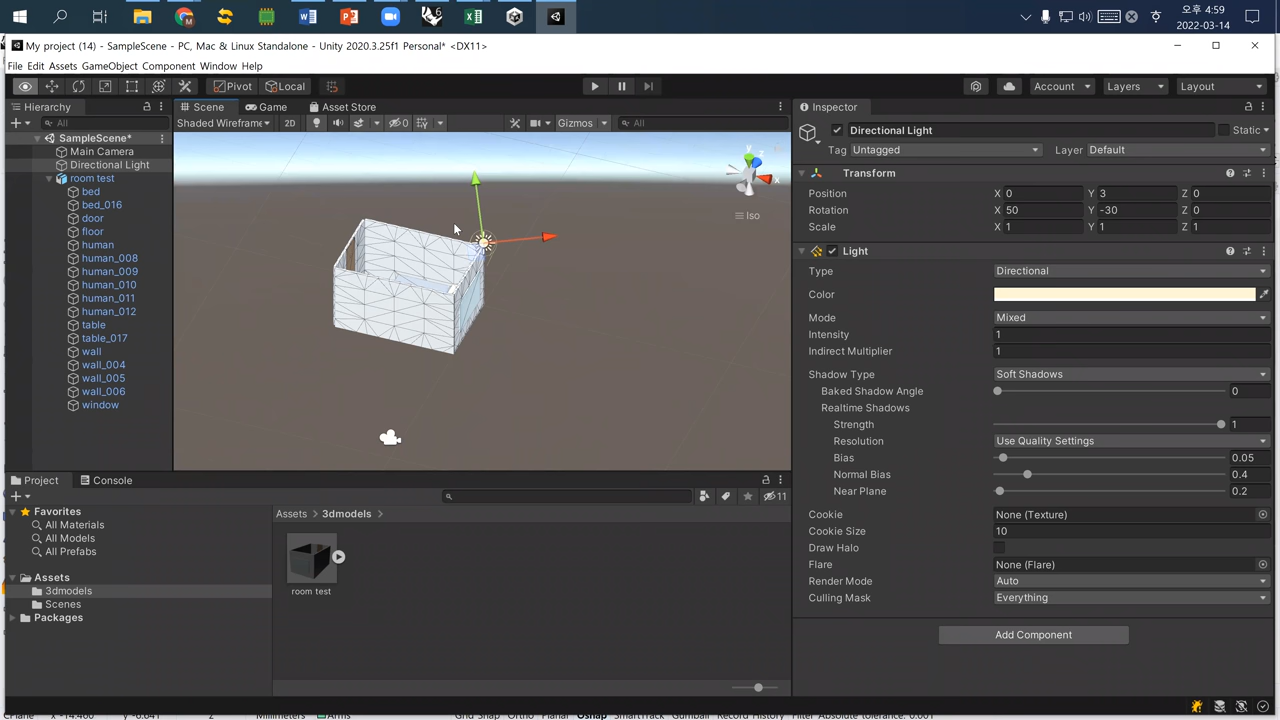 오후 4:59
2022-03-14
My project (14) - SampleScene - PC, Mac & Linux Standalone - Unity 2020.3.25f1 Personal* <DX11>
File Edit Assets GameObject Component Window Help
Pivot Local Account Layers Layout
Hierarchy
All
SampleScene*
Main Camera
Directional Light
room test
bed
bed_016
door
floor
human
human_008
human_009
human_010
human_011
human_012
table
table_017
wall
wall_004
wall_005
wall_006
window
Scene Game Asset Store
Shaded Wireframe 2D 0 Gizmos All
y
z
x
Iso
Inspector
Directional Light Static
Tag Untagged Layer Default
Transform
Position X 0 Y 3 Z 0
Rotation X 50 Y -30 Z 0
Scale X 1 Y 1 Z 1
Light
Type Directional
Color
Mode Mixed
Intensity 1
Indirect Multiplier 1
Shadow Type Soft Shadows
Baked Shadow Angle 0
Realtime Shadows
Strength 1
Resolution Use Quality Settings
Bias 0.05
Normal Bias 0.4
Near Plane 0.2
Cookie None (Texture)
Cookie Size 10
Draw Halo
Flare None (Flare)
Render Mode Auto
Culling Mask Everything
Add Component
Project Console
11
Favorites
All Materials
All Models
All Prefabs
Assets
3dmodels
Scenes
Packages
Assets > 3dmodels >
room test